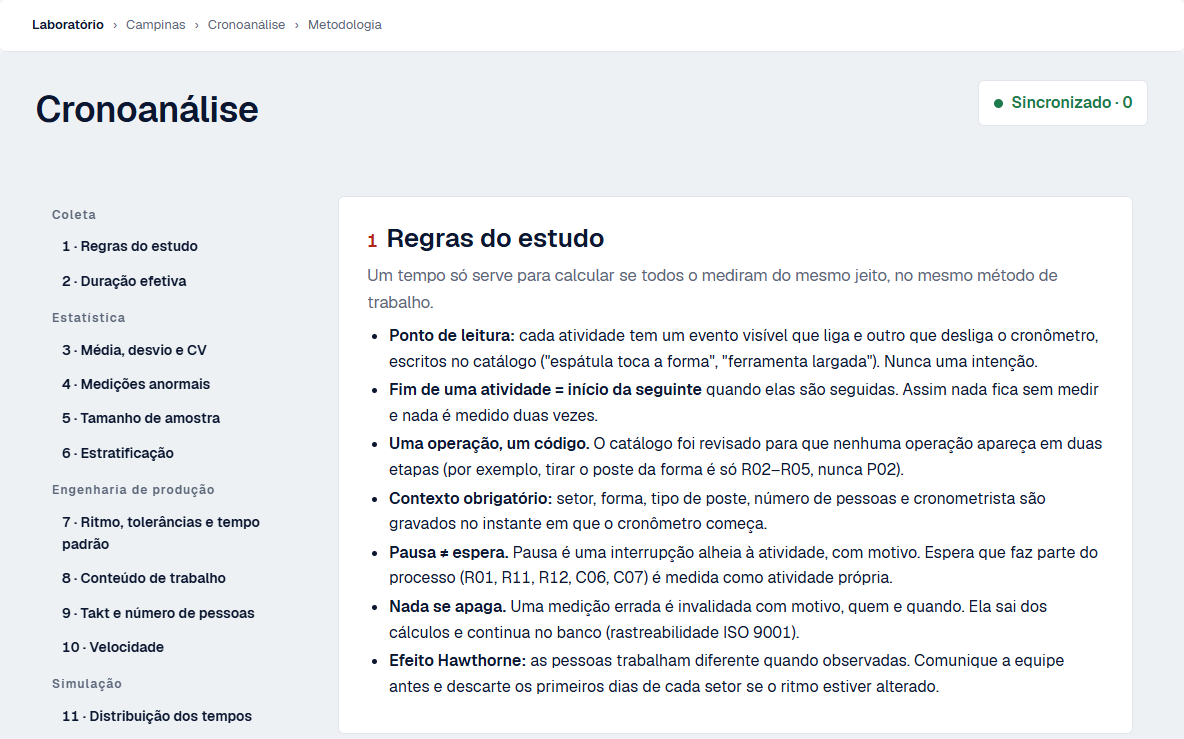 Laboratório › Campinas › Cronoanálise › Metodologia
Cronoanálise
Sincronizado · 0
Coleta
1 · Regras do estudo
2 · Duração efetiva
Estatística
3 · Média, desvio e CV
4 · Medições anormais
5 · Tamanho de amostra
6 · Estratificação
Engenharia de produção
7 · Ritmo, tolerâncias e tempo
padrão
8 · Conteúdo de trabalho
9 · Takt e número de pessoas
10 · Velocidade
Simulação
11 · Distribuição dos tempos
1 Regras do estudo
Um tempo só serve para calcular se todos o mediram do mesmo jeito, no mesmo método de
trabalho.
• Ponto de leitura: cada atividade tem um evento visível que liga e outro que desliga o cronômetro,
escritos no catálogo ("espátula toca a forma", "ferramenta largada"). Nunca uma intenção.
• Fim de uma atividade = início da seguinte quando elas são seguidas. Assim nada fica sem medir
e nada é medido duas vezes.
• Uma operação, um código. O catálogo foi revisado para que nenhuma operação apareça em duas
etapas (por exemplo, tirar o poste da forma é só R02–R05, nunca P02).
• Contexto obrigatório: setor, forma, tipo de poste, número de pessoas e cronometrista são
gravados no instante em que o cronômetro começa.
• Pausa ≠ espera. Pausa é uma interrupção alheia à atividade, com motivo. Espera que faz parte do
processo (R01, R11, R12, C06, C07) é medida como atividade própria.
• Nada se apaga. Uma medição errada é invalidada com motivo, quem e quando. Ela sai dos
cálculos e continua no banco (rastreabilidade ISO 9001).
• Efeito Hawthorne: as pessoas trabalham diferente quando observadas. Comunique a equipe
antes e descarte os primeiros dias de cada setor se o ritmo estiver alterado.